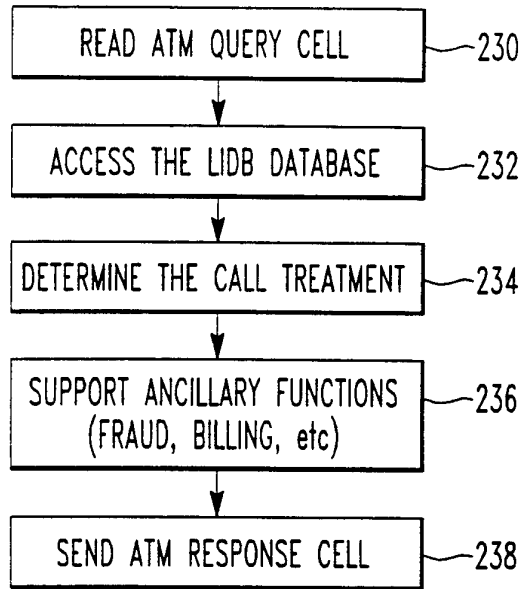 READ ATM QUERY CELL 230
ACCESS THE LIDB DATABASE 232
DETERMINE THE CALL TREATMENT 234
SUPPORT ANCILLARY FUNCTIONS 236
(FRAUD, BILLING, etc)
SEND ATM RESPONSE CELL 238